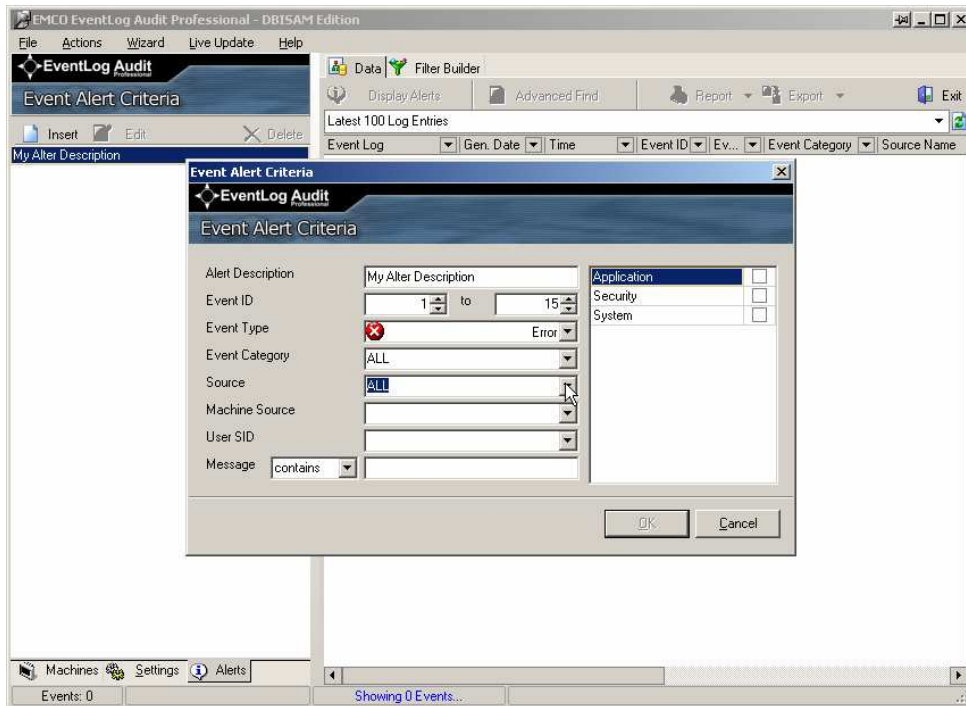 EMCO EventLog Audit Professional - DBISAM Edition
File Actions Wizard Live Update Help
EventLog Audit
Professional
Event Alert Criteria
Insert Edit Delete
My Alter Description
Data Filter Builder
Display Alerts Advanced Find Report Export Exit
Latest 100 Log Entries
Event Log Gen. Date Time Event ID Ev... Event Category Source Name
Event Alert Criteria
EventLog Audit
Professional
Event Alert Criteria
Alert Description My Alter Description
Event ID 1 to 15
Event Type Error
Event Category ALL
Source ALL
Machine Source
User SID
Message contains
Application
Security
System
OK Cancel
Machines Settings Alerts
Events: 0 Showing 0 Events...